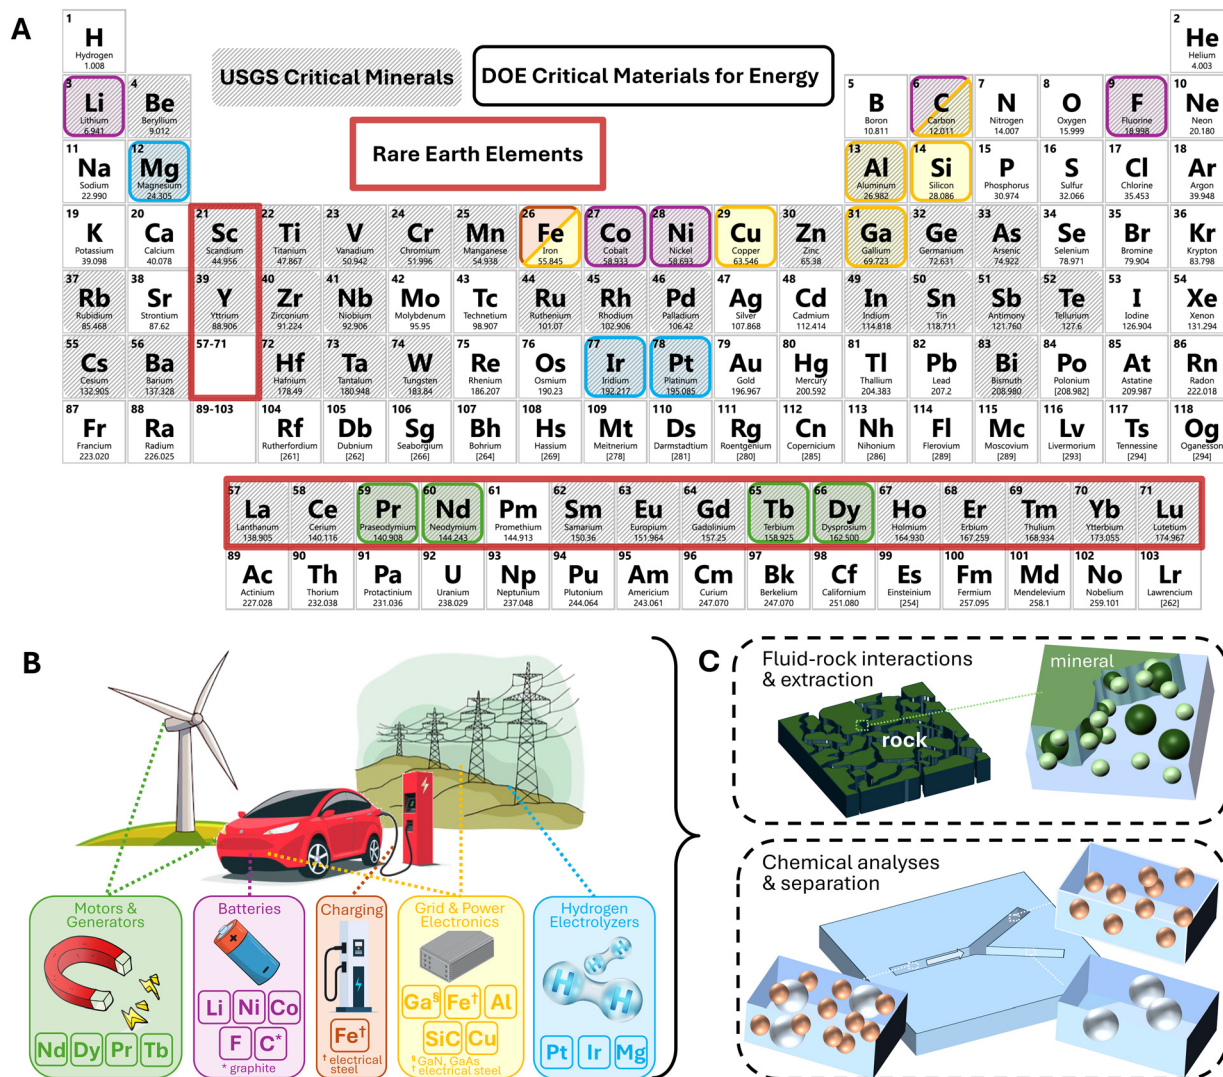 A
USGS Critical Minerals
DOE Critical Materials for Energy
Rare Earth Elements
1
H
Hydrogen
1.008
2
He
Helium
4.003
3
Li
Lithium
6.941
4
Be
Beryllium
9.012
5
B
Boron
10.811
6
C
Carbon
12.011
7
N
Nitrogen
14.007
8
O
Oxygen
15.999
9
F
Fluorine
18.998
10
Ne
Neon
20.180
11
Na
Sodium
22.990
12
Mg
Magnesium
24.305
13
Al
Aluminum
26.982
14
Si
Silicon
28.086
15
P
Phosphorus
30.974
16
S
Sulfur
32.066
17
Cl
Chlorine
35.453
18
Ar
Argon
39.948
19
K
Potassium
39.098
20
Ca
Calcium
40.078
21
Sc
Scandium
44.956
22
Ti
Titanium
47.867
23
V
Vanadium
50.942
24
Cr
Chromium
51.996
25
Mn
Manganese
54.938
26
Fe
Iron
55.845
27
Co
Cobalt
58.933
28
Ni
Nickel
58.693
29
Cu
Copper
63.546
30
Zn
Zinc
65.38
31
Ga
Gallium
69.723
32
Ge
Germanium
72.631
33
As
Arsenic
74.922
34
Se
Selenium
78.971
35
Br
Bromine
79.904
36
Kr
Krypton
83.798
37
Rb
Rubidium
85.468
38
Sr
Strontium
87.62
39
Y
Yttrium
88.906
40
Zr
Zirconium
91.224
41
Nb
Niobium
92.906
42
Mo
Molybdenum
95.95
43
Tc
Technetium
98.907
44
Ru
Ruthenium
101.07
45
Rh
Rhodium
102.906
46
Pd
Palladium
106.42
47
Ag
Silver
107.868
48
Cd
Cadmium
112.414
49
In
Indium
114.818
50
Sn
Tin
118.711
51
Sb
Antimony
121.760
52
Te
Tellurium
127.6
53
I
Iodine
126.904
54
Xe
Xenon
131.294
55
Cs
Cesium
132.905
56
Ba
Barium
137.328
57-71
72
Hf
Hafnium
178.49
73
Ta
Tantalum
180.948
74
W
Tungsten
183.84
75
Re
Rhenium
186.207
76
Os
Osmium
190.23
77
Ir
Iridium
192.217
78
Pt
Platinum
195.085
79
Au
Gold
196.967
80
Hg
Mercury
200.592
81
Tl
Thallium
204.383
82
Pb
Lead
207.2
83
Bi
Bismuth
208.980
84
Po
Polonium
[208.982]
85
At
Astatine
209.987
86
Rn
Radon
222.018
87
Fr
Francium
223.020
88
Ra
Radium
226.025
89-103
104
Rf
Rutherfordium
[261]
105
Db
Dubnium
[262]
106
Sg
Seaborgium
[266]
107
Bh
Bohrium
[264]
108
Hs
Hassium
[269]
109
Mt
Meitnerium
[278]
110
Ds
Darmstadtium
[281]
111
Rg
Roentgenium
[280]
112
Cn
Copernicium
[285]
113
Nh
Nihonium
[286]
114
Fl
Flerovium
[289]
115
Mc
Moscovium
[289]
116
Lv
Livermorium
[293]
117
Ts
Tennessine
[294]
118
Og
Oganesson
[294]
57
La
Lanthanum
138.905
58
Ce
Cerium
140.116
59
Pr
Praseodymium
140.908
60
Nd
Neodymium
144.243
61
Pm
Promethium
144.913
62
Sm
Samarium
150.36
63
Eu
Europium
151.964
64
Gd
Gadolinium
157.25
65
Tb
Terbium
158.925
66
Dy
Dysprosium
162.500
67
Ho
Holmium
164.930
68
Er
Erbium
167.259
69
Tm
Thulium
168.934
70
Yb
Ytterbium
173.055
71
Lu
Lutetium
174.967
89
Ac
Actinium
227.028
90
Th
Thorium
232.038
91
Pa
Protactinium
231.036
92
U
Uranium
238.029
93
Np
Neptunium
237.048
94
Pu
Plutonium
244.064
95
Am
Americium
243.061
96
Cm
Curium
247.070
97
Bk
Berkelium
247.070
98
Cf
Californium
251.080
99
Es
Einsteinium
[254]
100
Fm
Fermium
257.095
101
Md
Mendelevium
258.1
102
No
Nobelium
259.101
103
Lr
Lawrencium
[262]
B
Motors &
Generators
Nd Dy Pr Tb
Batteries
Li Ni Co
F C*
* graphite
Charging
Fe†
† electrical
steel
Grid & Power
Electronics
Ga§ Fe† Al
SiC Cu
§ GaN, GaAs
† electrical steel
Hydrogen
Electrolyzers
H H
H H
Pt Ir Mg
C
Fluid-rock interactions
& extraction
rock
mineral
Chemical analyses
& separation